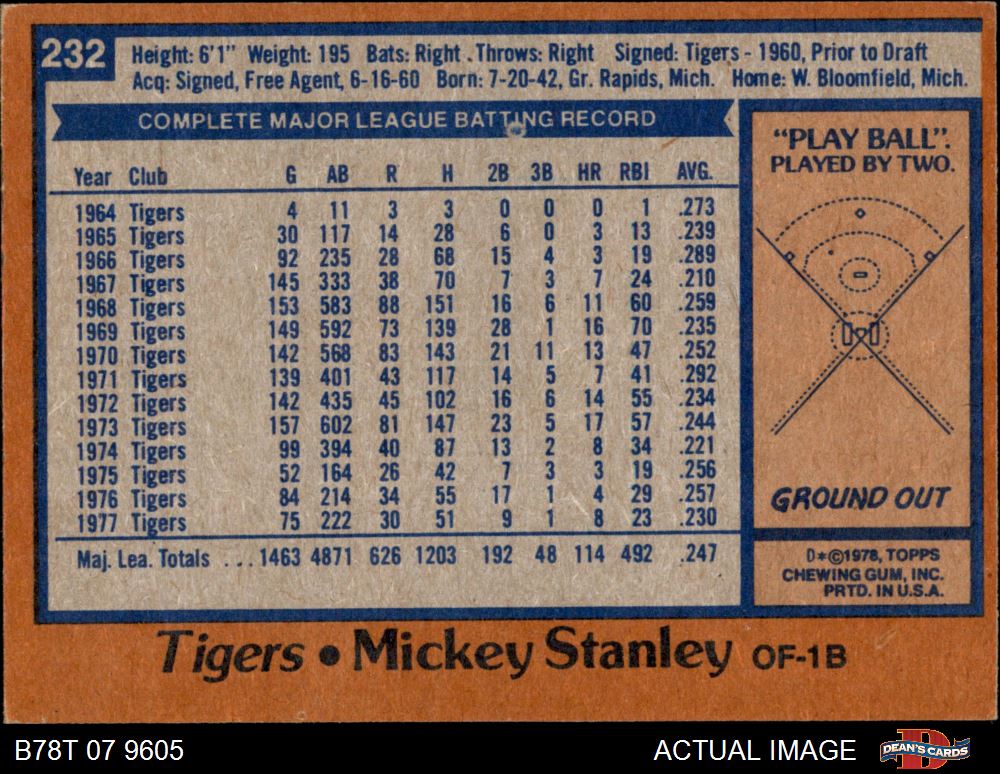 232
Height: 6'1" Weight: 195 Bats: Right . Throws: Right Signed: Tigers - 1960, Prior to Draft
Acq: Signed, Free Agent, 6-16-60 Born: 7-20-42, Gr. Rapids, Mich. Home: W. Bloomfield, Mich.
COMPLETE MAJOR LEAGUE BATTING RECORD
Year Club G AB R H 2B 3B HR RBI AVG.
1964 Tigers 4 11 3 3 0 0 0 1 .273
1965 Tigers 30 117 14 28 6 0 3 13 .239
1966 Tigers 92 235 28 68 15 4 3 19 .289
1967 Tigers 145 333 38 70 7 3 7 24 .210
1968 Tigers 153 583 88 151 16 6 11 60 .259
1969 Tigers 149 592 73 139 28 1 16 70 .235
1970 Tigers 142 568 83 143 21 11 13 47 .252
1971 Tigers 139 401 43 117 14 5 7 41 .292
1972 Tigers 142 435 45 102 16 6 14 55 .234
1973 Tigers 157 602 81 147 23 5 17 57 .244
1974 Tigers 99 394 40 87 13 2 8 34 .221
1975 Tigers 52 164 26 42 7 3 3 19 .256
1976 Tigers 84 214 34 55 17 1 4 29 .257
1977 Tigers 75 222 30 51 9 1 8 23 .230
Maj. Lea. Totals ... 1463 4871 626 1203 192 48 114 492 .247
"PLAY BALL".
PLAYED BY TWO.
GROUND OUT
D*©1978, TOPPS
CHEWING GUM, INC.
PRTD. IN U.S.A.
Tigers • Mickey Stanley OF-1B
B78T 07 9605
ACTUAL IMAGE
DEAN'S CARDS